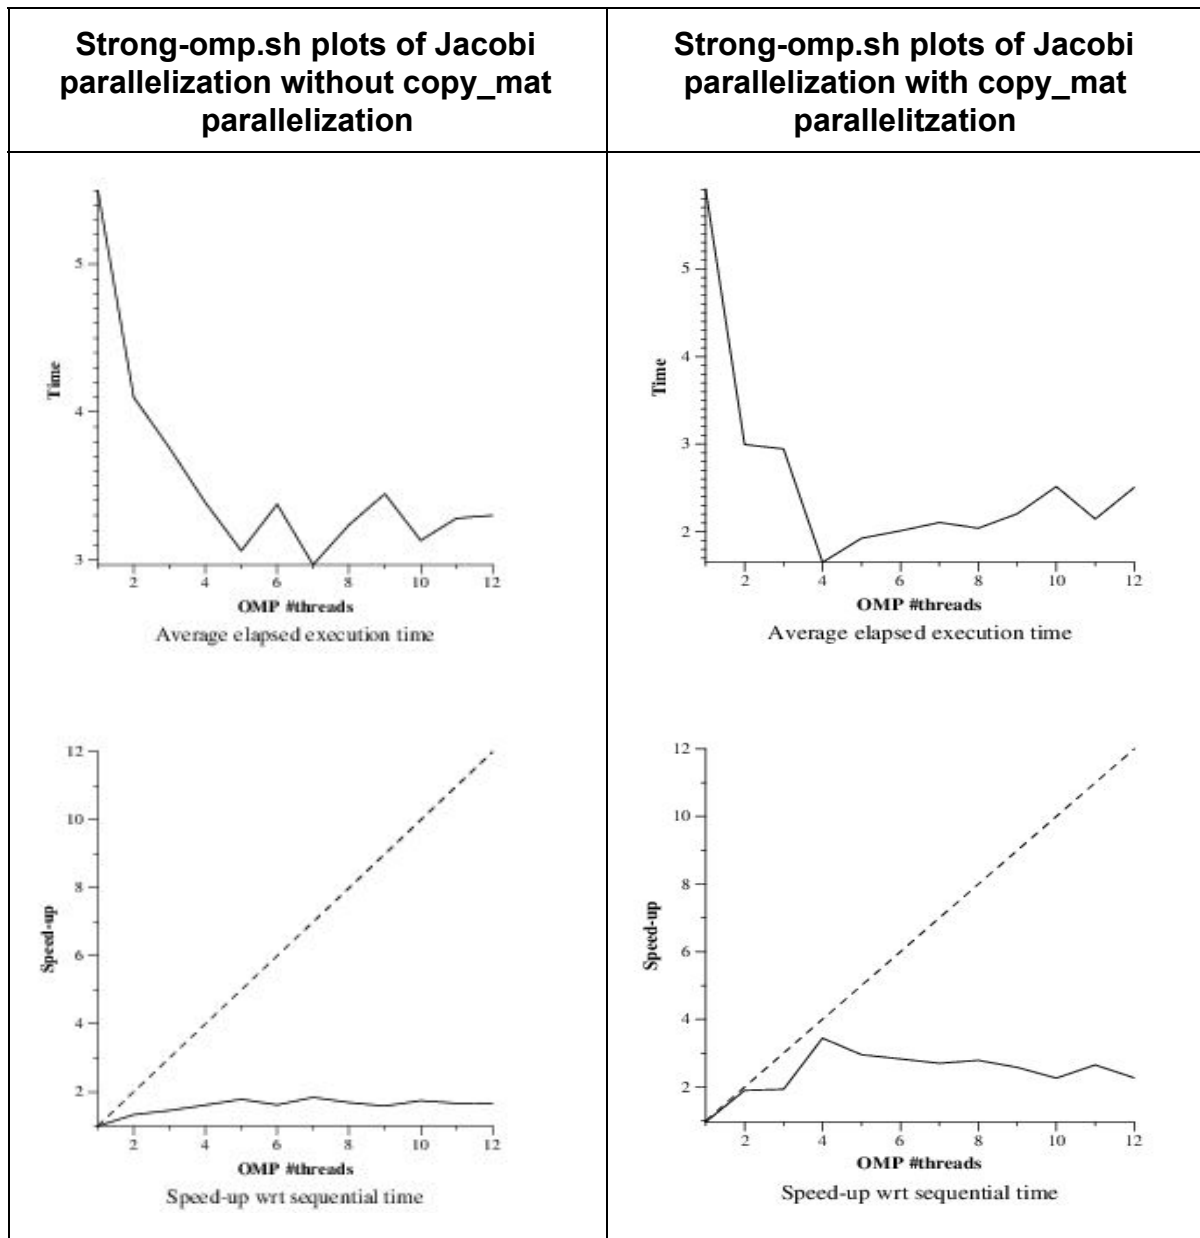 Strong-omp.sh plots of Jacobi
parallelization without copy_mat
parallelization
Strong-omp.sh plots of Jacobi
parallelization with copy_mat
parallelitzation
5
4
3
Time
2 4 6 8 10 12
OMP #threads
Average elapsed execution time
5
4
3
2
Time
2 4 6 8 10 12
OMP #threads
Average elapsed execution time
12
10
8
6
4
2
Speed-up
2 4 6 8 10 12
OMP #threads
Speed-up wrt sequential time
12
10
8
6
4
2
Speed-up
2 4 6 8 10 12
OMP #threads
Speed-up wrt sequential time